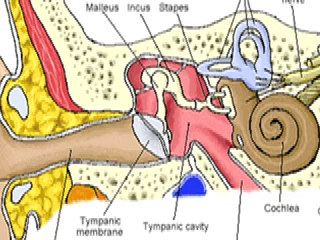 Malleus Incus Stapes
nerve
Tympanic
membrane
Tympanic cavity
Cochlea